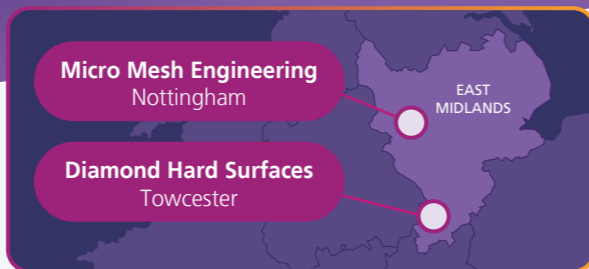 Micro Mesh Engineering
Nottingham
EAST
MIDLANDS
Diamond Hard Surfaces
Towcester